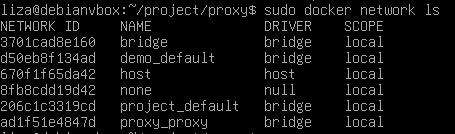 liza@debianvbox:~/project/proxy$ sudo docker network ls
NETWORK ID     NAME              DRIVER    SCOPE
3701cad8e160   bridge            bridge    local
d50eb8f134ad   demo_default      bridge    local
670f1f65da42   host              host      local
8fb8cdd19d42   none              null      local
206c1c3319cd   project_default   bridge    local
ad1f51e4847d   proxy_proxy       bridge    local